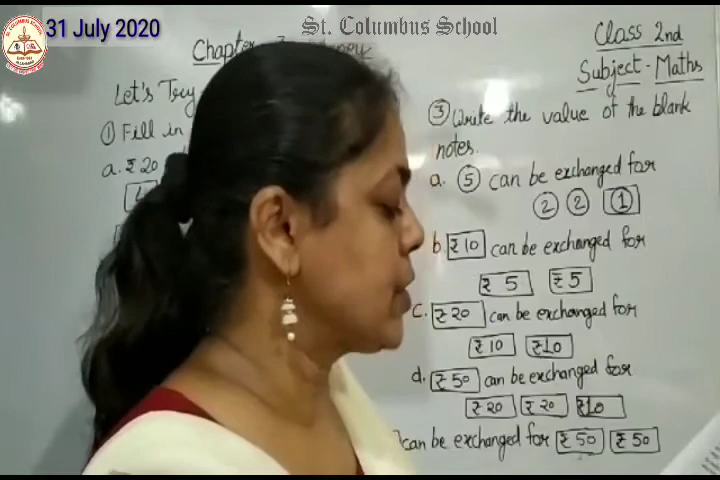 31 July 2020
St. Columbus School
Class 2nd
Subject - Maths
Let's Try
① Fill in
a. ₹ 20
③ Write the value of the blank
notes.
a. ⑤ can be exchanged for
② ② ①
b. ₹ 10 can be exchanged for
₹ 5 ₹ 5
c. ₹ 20 can be exchanged for
₹ 10 ₹ 10
d. ₹ 50 can be exchanged for
₹ 20 ₹ 20 ₹ 10
can be exchanged for ₹ 50 ₹ 50